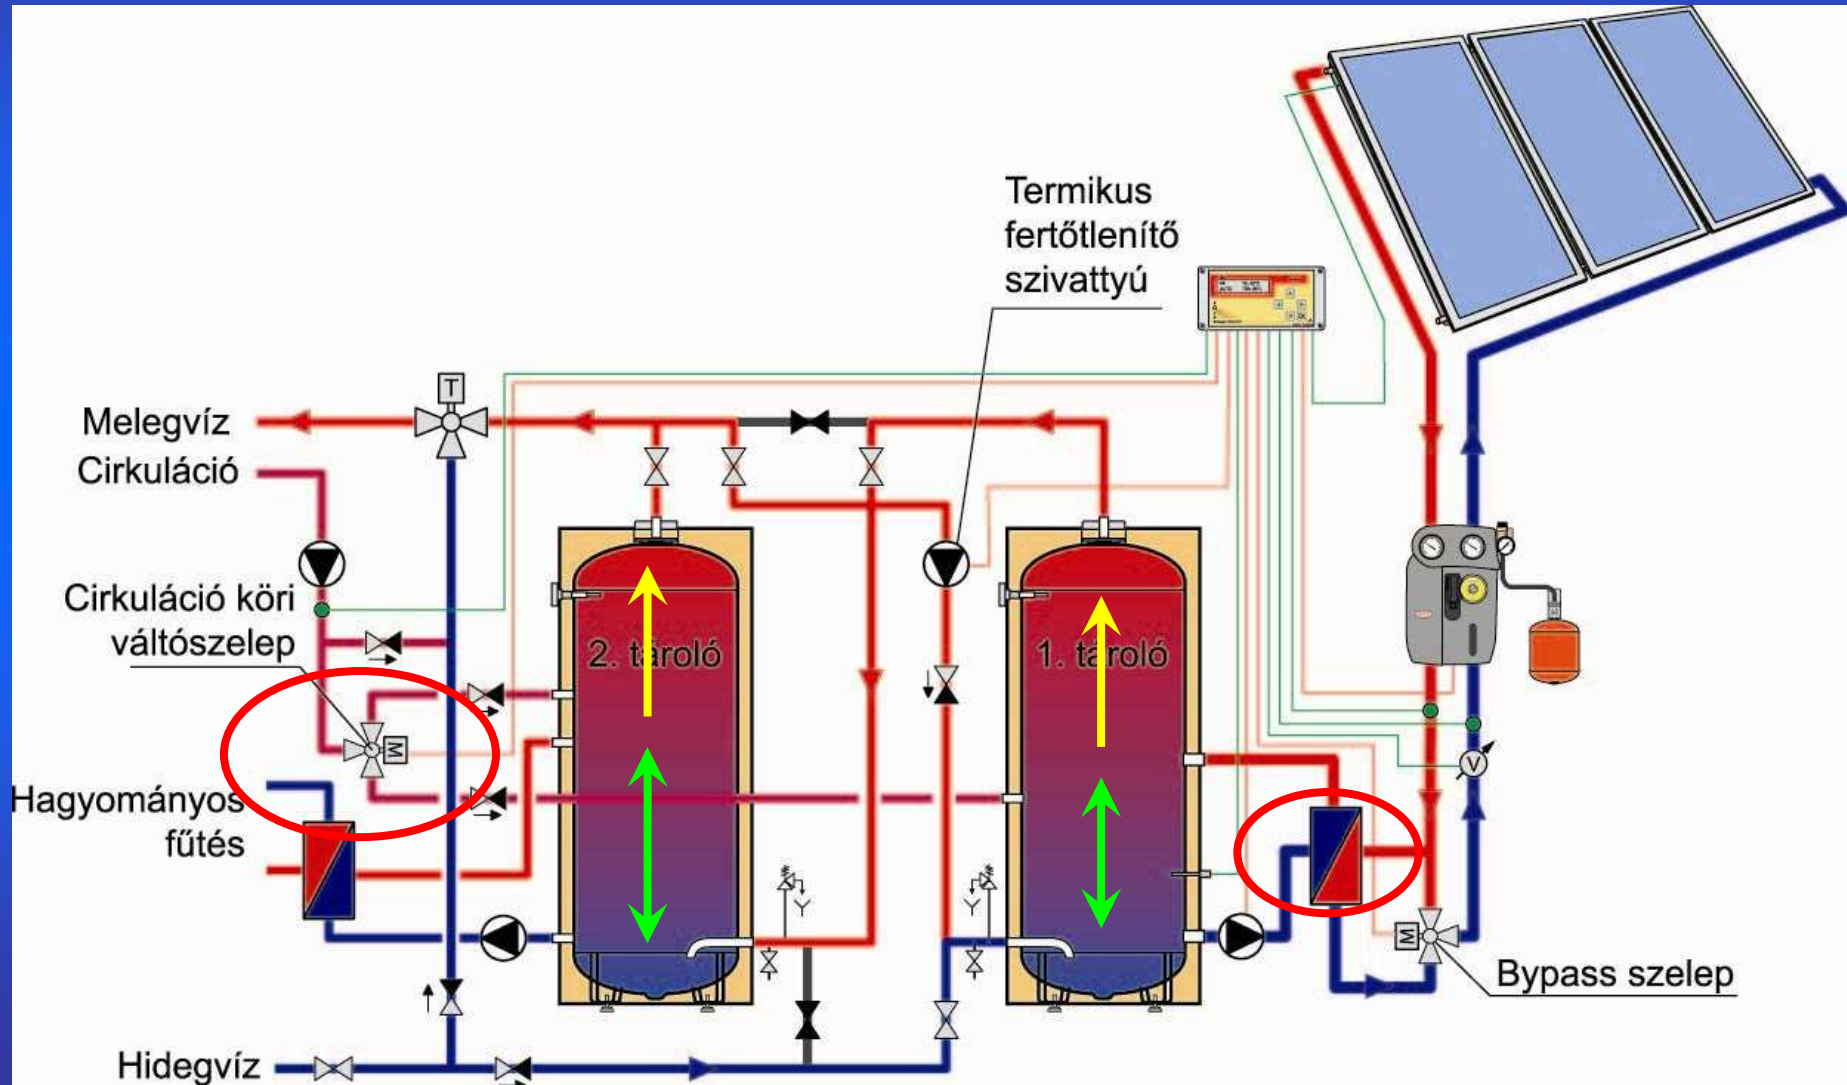 Termikus
fertőtlenítő
szivattyú
T
Melegvíz
Cirkuláció
Cirkuláció köri
váltószelep
2. tároló
1. tároló
M
V
Hagyományos
fűtés
M
Bypass szelep
Hidegvíz